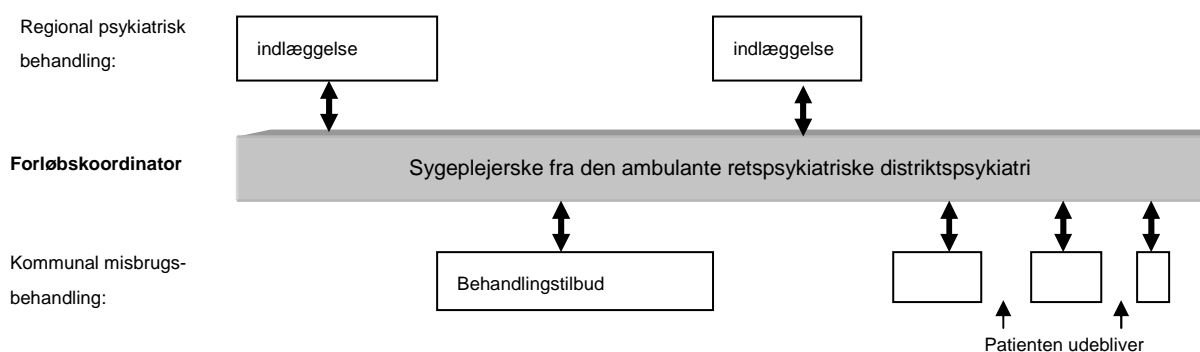 Regional psykiatrisk
behandling:
indlæggelse
indlæggelse
Forløbskoordinator
Sygeplejerske fra den ambulante retspsykiatriske distriktspsykiatri
Kommunal misbrugs-
behandling:
Behandlingstilbud
Patienten udebliver